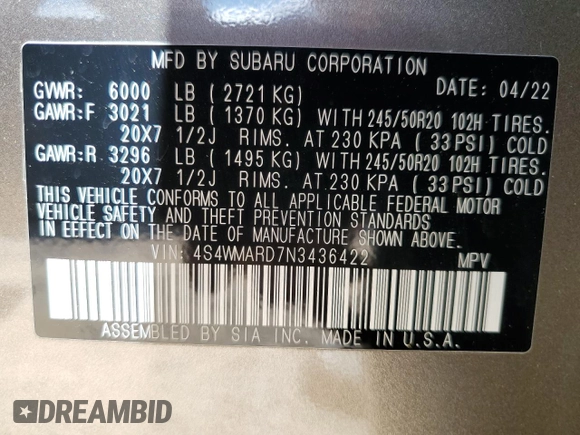 MFD BY SUBARU CORPORATION
GVWR: 6000 LB ( 2721 KG) DATE: 04/22
GAWR:F 3021 LB ( 1370 KG) WITH 245/50R20 102H TIRES.
20X7 1/2J RIMS. AT 230 KPA ( 33 PSI) COLD
GAWR:R 3296 LB ( 1495 KG) WITH 245/50R20 102H TIRES.
20X7 1/2J RIMS. AT 230 KPA ( 33 PSI) COLD
THIS VEHICLE CONFORMS TO ALL APPLICABLE FEDERAL MOTOR
VEHICLE SAFETY AND THEFT PREVENTION STANDARDS
IN EFFECT ON THE DATE OF MANUFACTURE SHOWN ABOVE.
VIN: 4S4WMARD7N3436422 MPV
ASSEMBLED BY SIA INC. MADE IN U.S.A.
DREAMBID